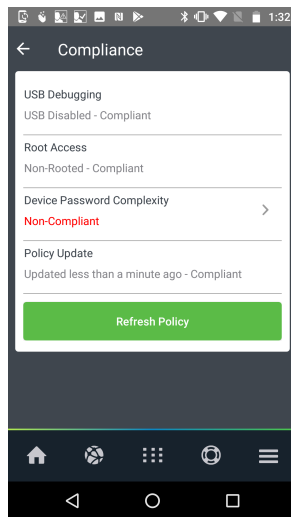 1:32
Compliance
USB Debugging
USB Disabled - Compliant
Root Access
Non-Rooted - Compliant
Device Password Complexity
Non-Compliant
Policy Update
Updated less than a minute ago - Compliant
Refresh Policy